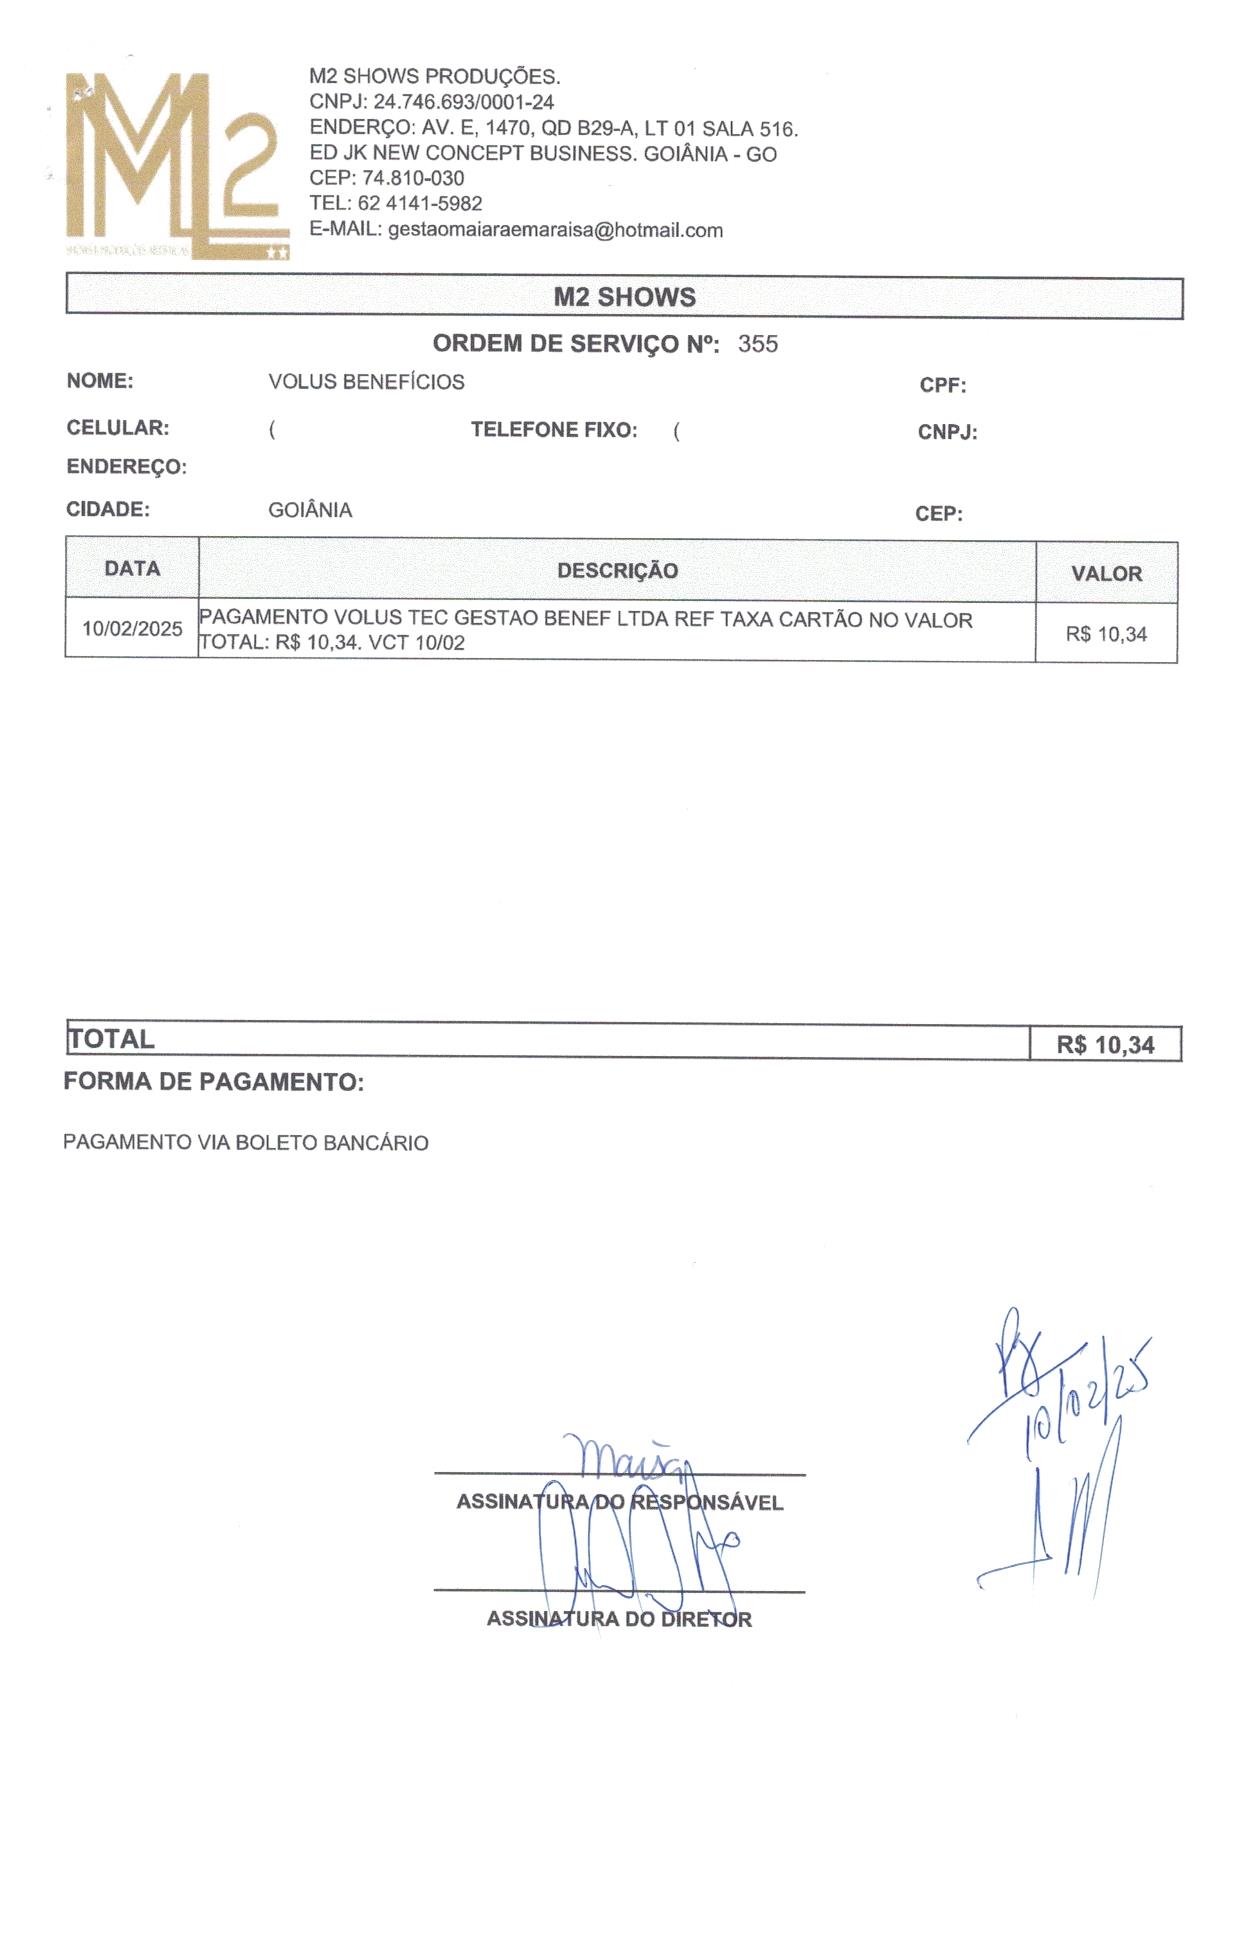 M2
SHOWS & PRODUÇÕES ARTÍSTICAS
M2 SHOWS PRODUÇÕES.
CNPJ: 24.746.693/0001-24
ENDERÇO: AV. E, 1470, QD B29-A, LT 01 SALA 516.
ED JK NEW CONCEPT BUSINESS. GOIÂNIA - GO
CEP: 74.810-030
TEL: 62 4141-5982
E-MAIL: gestaomaiaraemaraisa@hotmail.com
M2 SHOWS
ORDEM DE SERVIÇO Nº: 355
NOME: VOLUS BENEFÍCIOS CPF:
CELULAR: ( TELEFONE FIXO: ( CNPJ:
ENDEREÇO:
CIDADE: GOIÂNIA CEP:
DATA DESCRIÇÃO VALOR
10/02/2025 PAGAMENTO VOLUS TEC GESTAO BENEF LTDA REF TAXA CARTÃO NO VALOR
TOTAL: R$ 10,34. VCT 10/02 R$ 10,34
TOTAL R$ 10,34
FORMA DE PAGAMENTO:
PAGAMENTO VIA BOLETO BANCÁRIO
10/02/25
Maisa
ASSINATURA DO RESPONSÁVEL
ASSINATURA DO DIRETOR